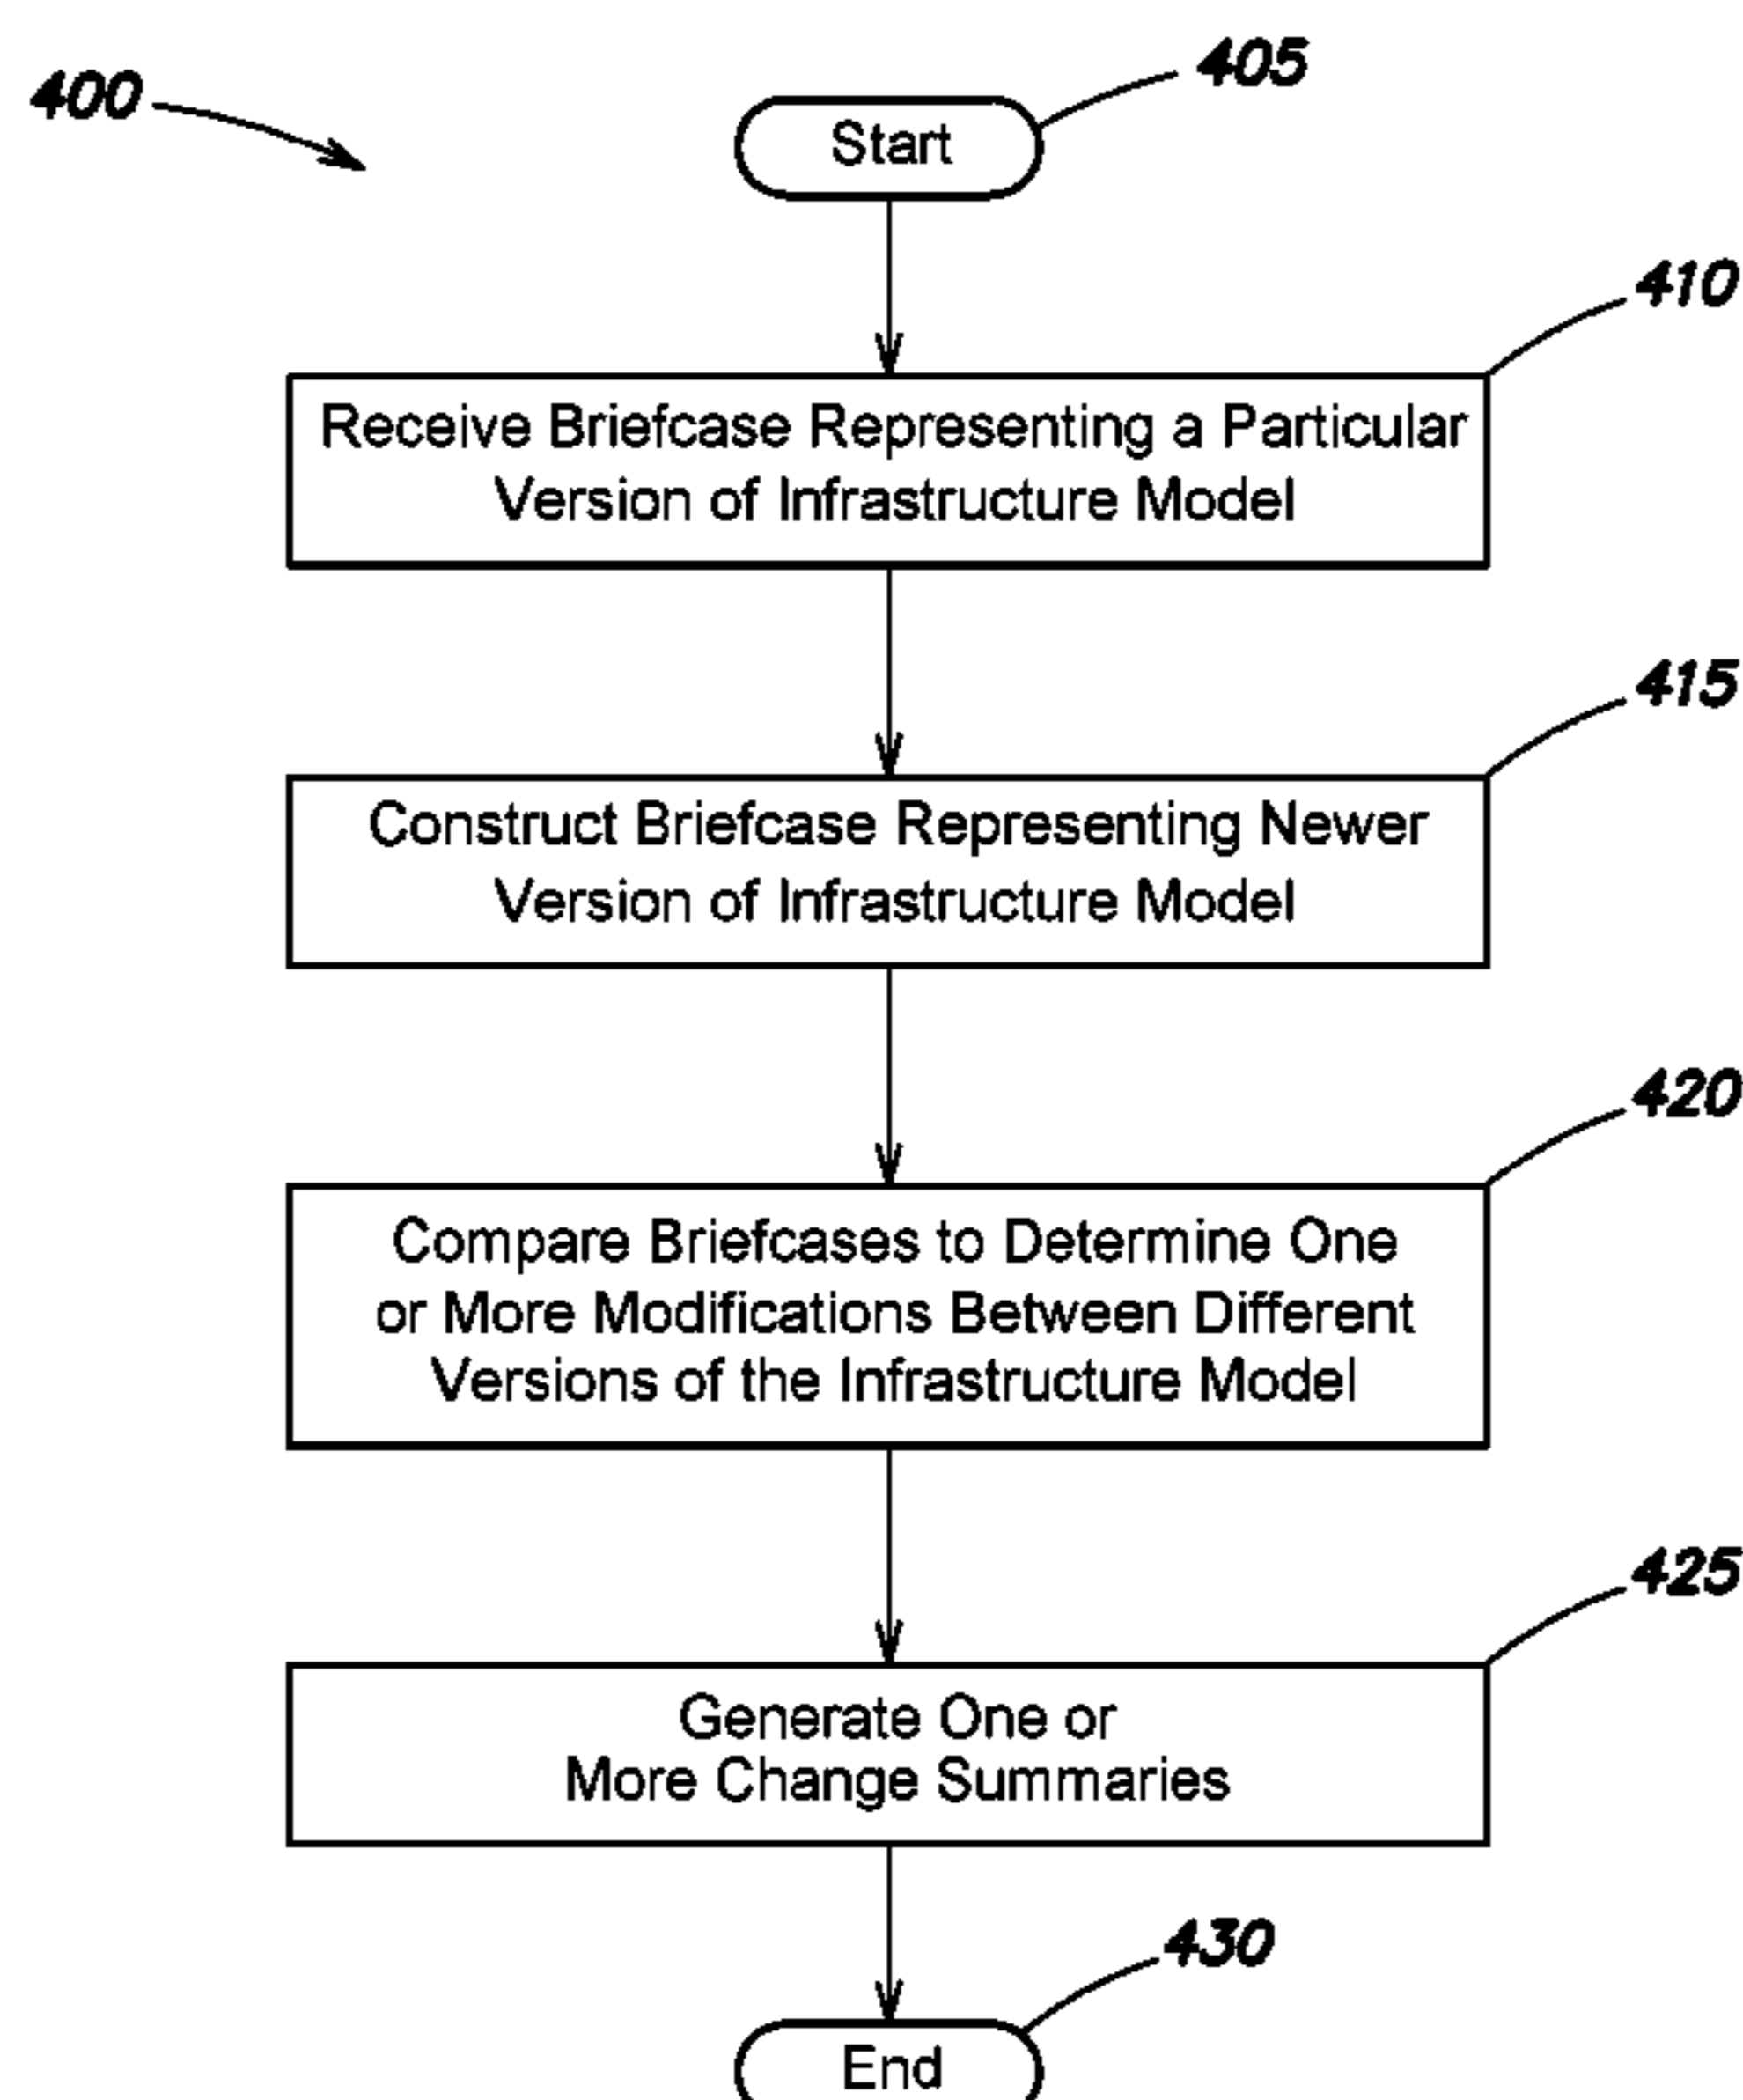 400
405
Start
410
Receive Briefcase Representing a Particular
Version of Infrastructure Model
415
Construct Briefcase Representing Newer
Version of Infrastructure Model
420
Compare Briefcases to Determine One
or More Modifications Between Different
Versions of the Infrastructure Model
425
Generate One or
More Change Summaries
430
End